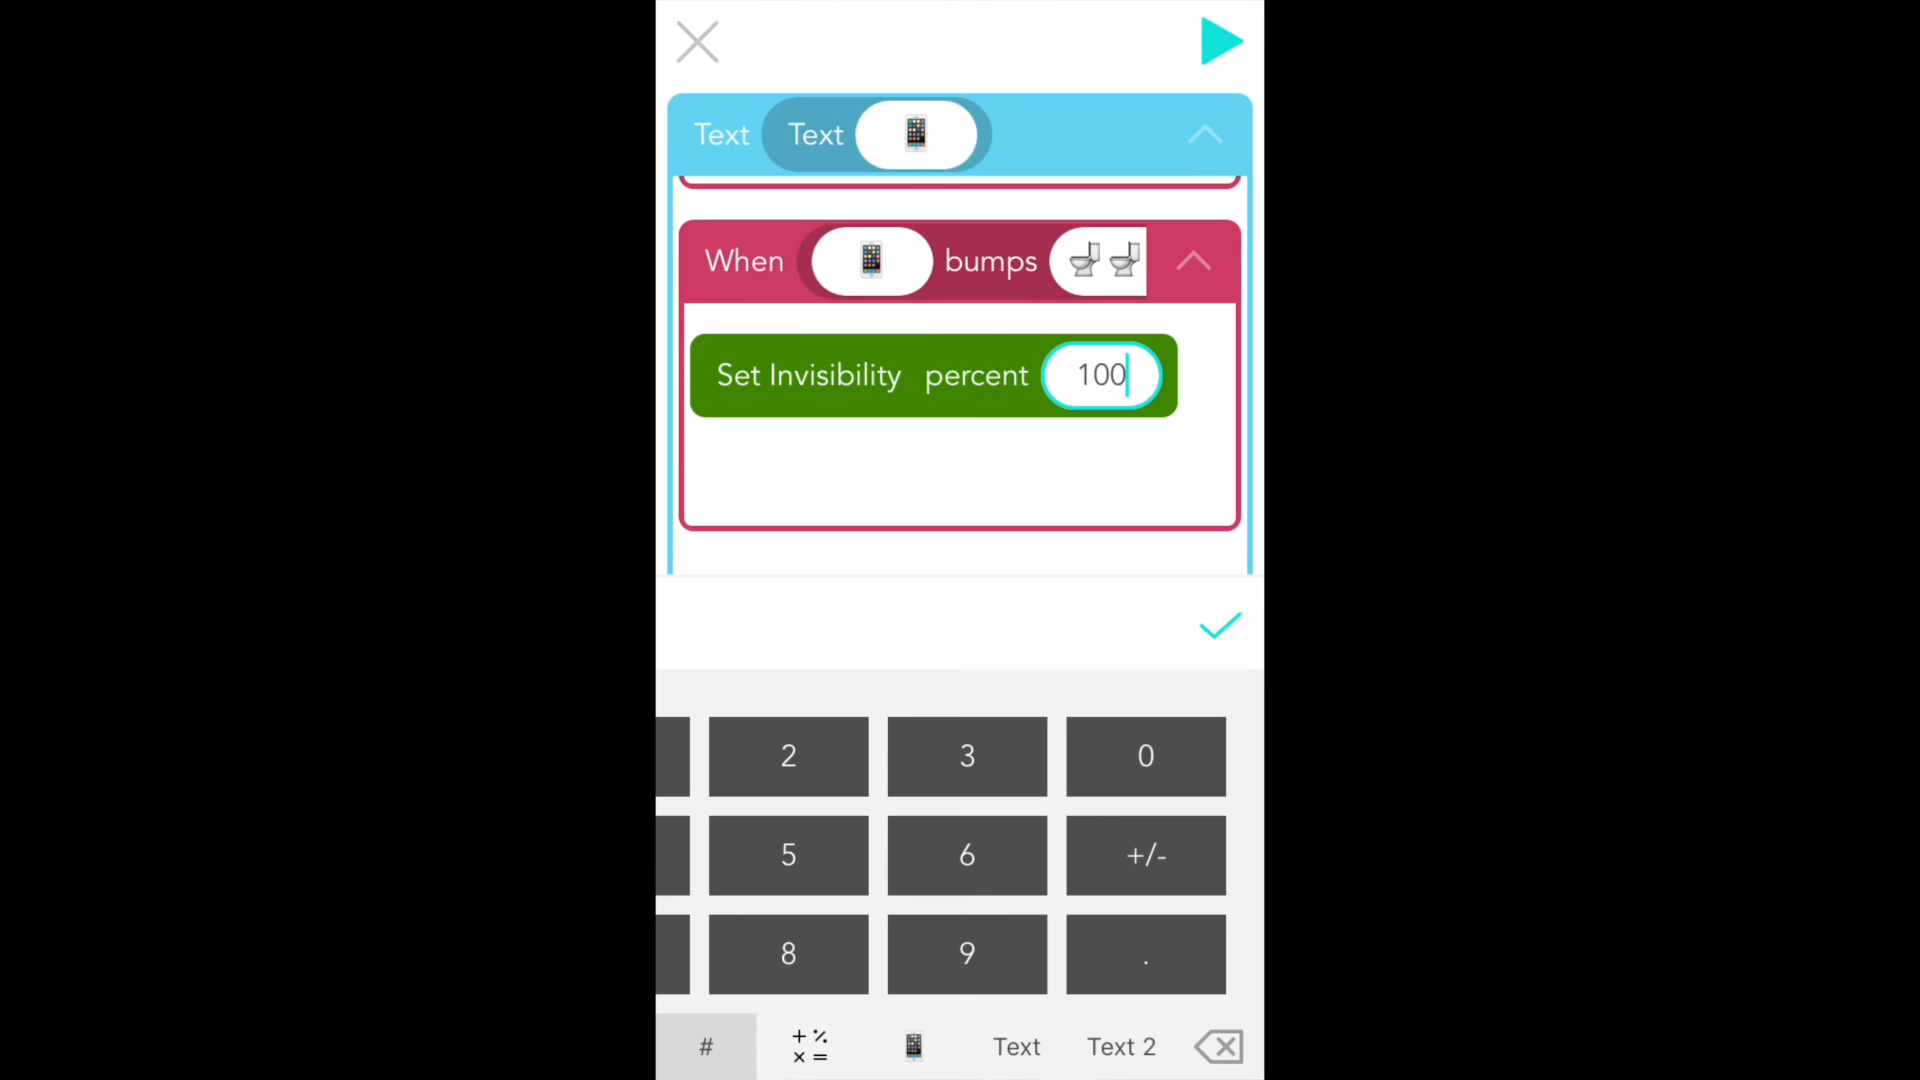 Text Text
When bumps
Set Invisibility percent 100
2 3 0
5 6 +/-
8 9 .
# + % × = Text Text 2